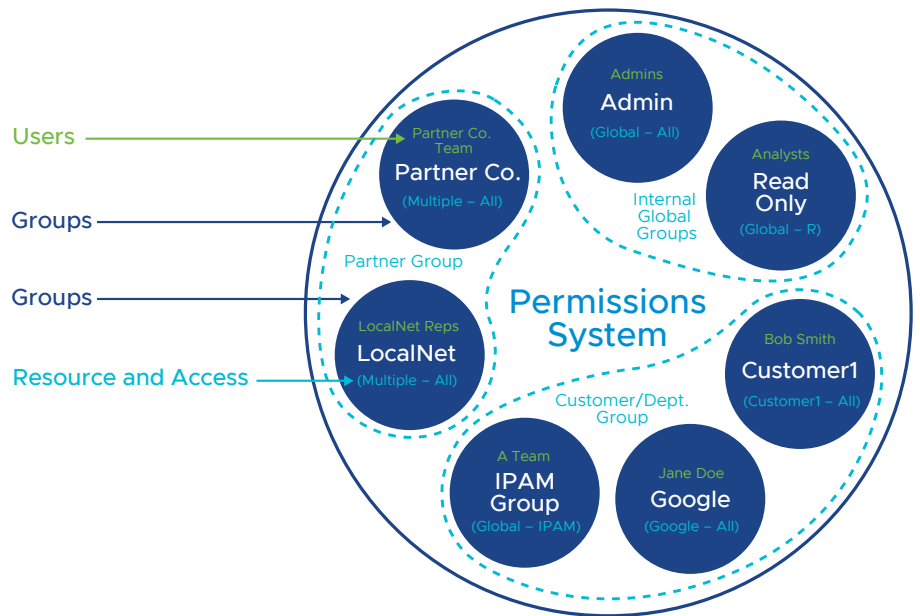 Users
Groups
Groups
Resource and Access
Partner Co.
Team
Partner Co.
(Multiple – All)
Partner Group
LocalNet Reps
LocalNet
(Multiple – All)
Admins
Admin
(Global – All)
Analysts
Read
Only
(Global – R)
Internal
Global
Groups
Permissions
System
Bob Smith
Customer1
(Customer1 – All)
Customer/Dept.
Group
A Team
IPAM
Group
(Global – IPAM)
Jane Doe
Google
(Google – All)